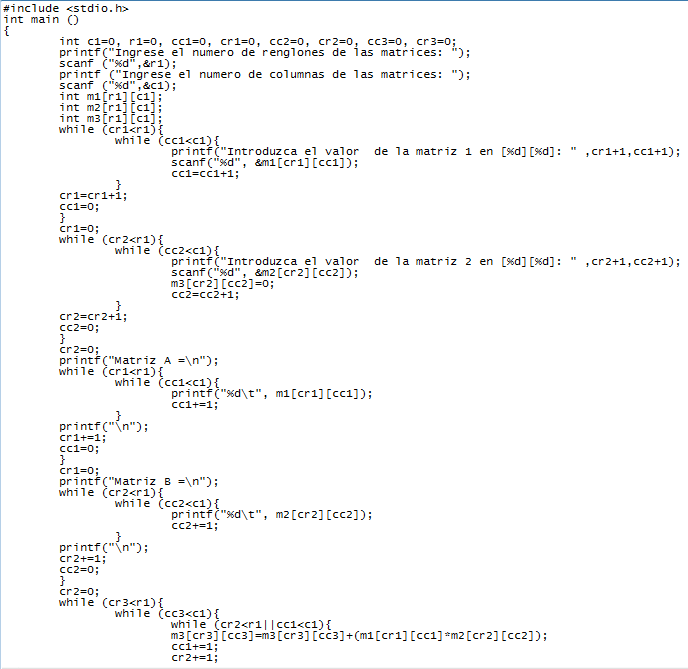 #include <stdio.h>
int main ()
{
int c1=0, r1=0, cc1=0, cr1=0, cc2=0, cr2=0, cc3=0, cr3=0;
printf("Ingrese el numero de renglones de las matrices: ");
scanf ("%d",&r1);
printf ("Ingrese el numero de columnas de las matrices: ");
scanf ("%d",&c1);
int m1[r1][c1];
int m2[r1][c1];
int m3[r1][c1];
while (cr1<r1){
while (cc1<c1){
printf("Introduzca el valor  de la matriz 1 en [%d][%d]: " ,cr1+1,cc1+1);
scanf("%d", &m1[cr1][cc1]);
cc1=cc1+1;
}
cr1=cr1+1;
cc1=0;
}
cr1=0;
while (cr2<r1){
while (cc2<c1){
printf("Introduzca el valor  de la matriz 2 en [%d][%d]: " ,cr2+1,cc2+1);
scanf("%d", &m2[cr2][cc2]);
m3[cr2][cc2]=0;
cc2=cc2+1;
}
cr2=cr2+1;
cc2=0;
}
cr2=0;
printf("Matriz A =\n");
while (cr1<r1){
while (cc1<c1){
printf("%d\t", m1[cr1][cc1]);
cc1+=1;
}
printf("\n");
cr1+=1;
cc1=0;
}
cr1=0;
printf("Matriz B =\n");
while (cr2<r1){
while (cc2<c1){
printf("%d\t", m2[cr2][cc2]);
cc2+=1;
}
printf("\n");
cr2+=1;
cc2=0;
}
cr2=0;
while (cr3<r1){
while (cc3<c1){
while (cr2<r1||cc1<c1){
m3[cr3][cc3]=m3[cr3][cc3]+(m1[cr1][cc1]*m2[cr2][cc2]);
cc1+=1;
cr2+=1;